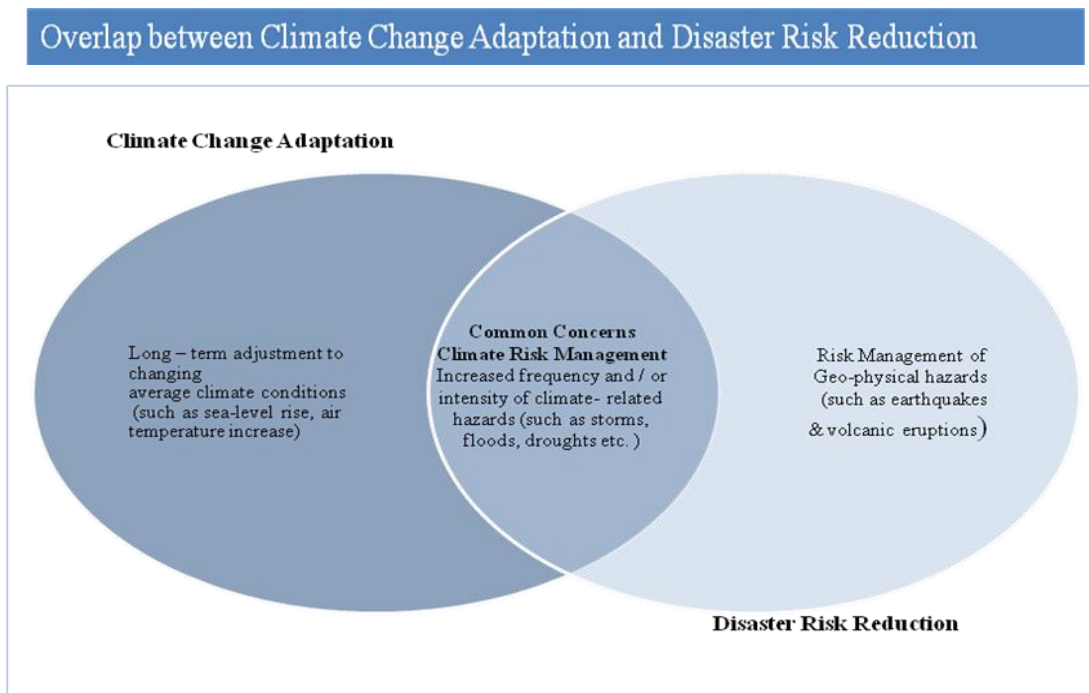 Overlap between Climate Change Adaptation and Disaster Risk Reduction
Climate Change Adaptation
Long – term adjustment to
changing
average climate conditions
(such as sea-level rise, air
temperature increase)
Common Concerns
Climate Risk Management
Increased frequency and / or
intensity of climate- related
hazards (such as storms,
floods, droughts etc. )
Risk Management of
Geo-physical hazards
(such as earthquakes
& volcanic eruptions)
Disaster Risk Reduction